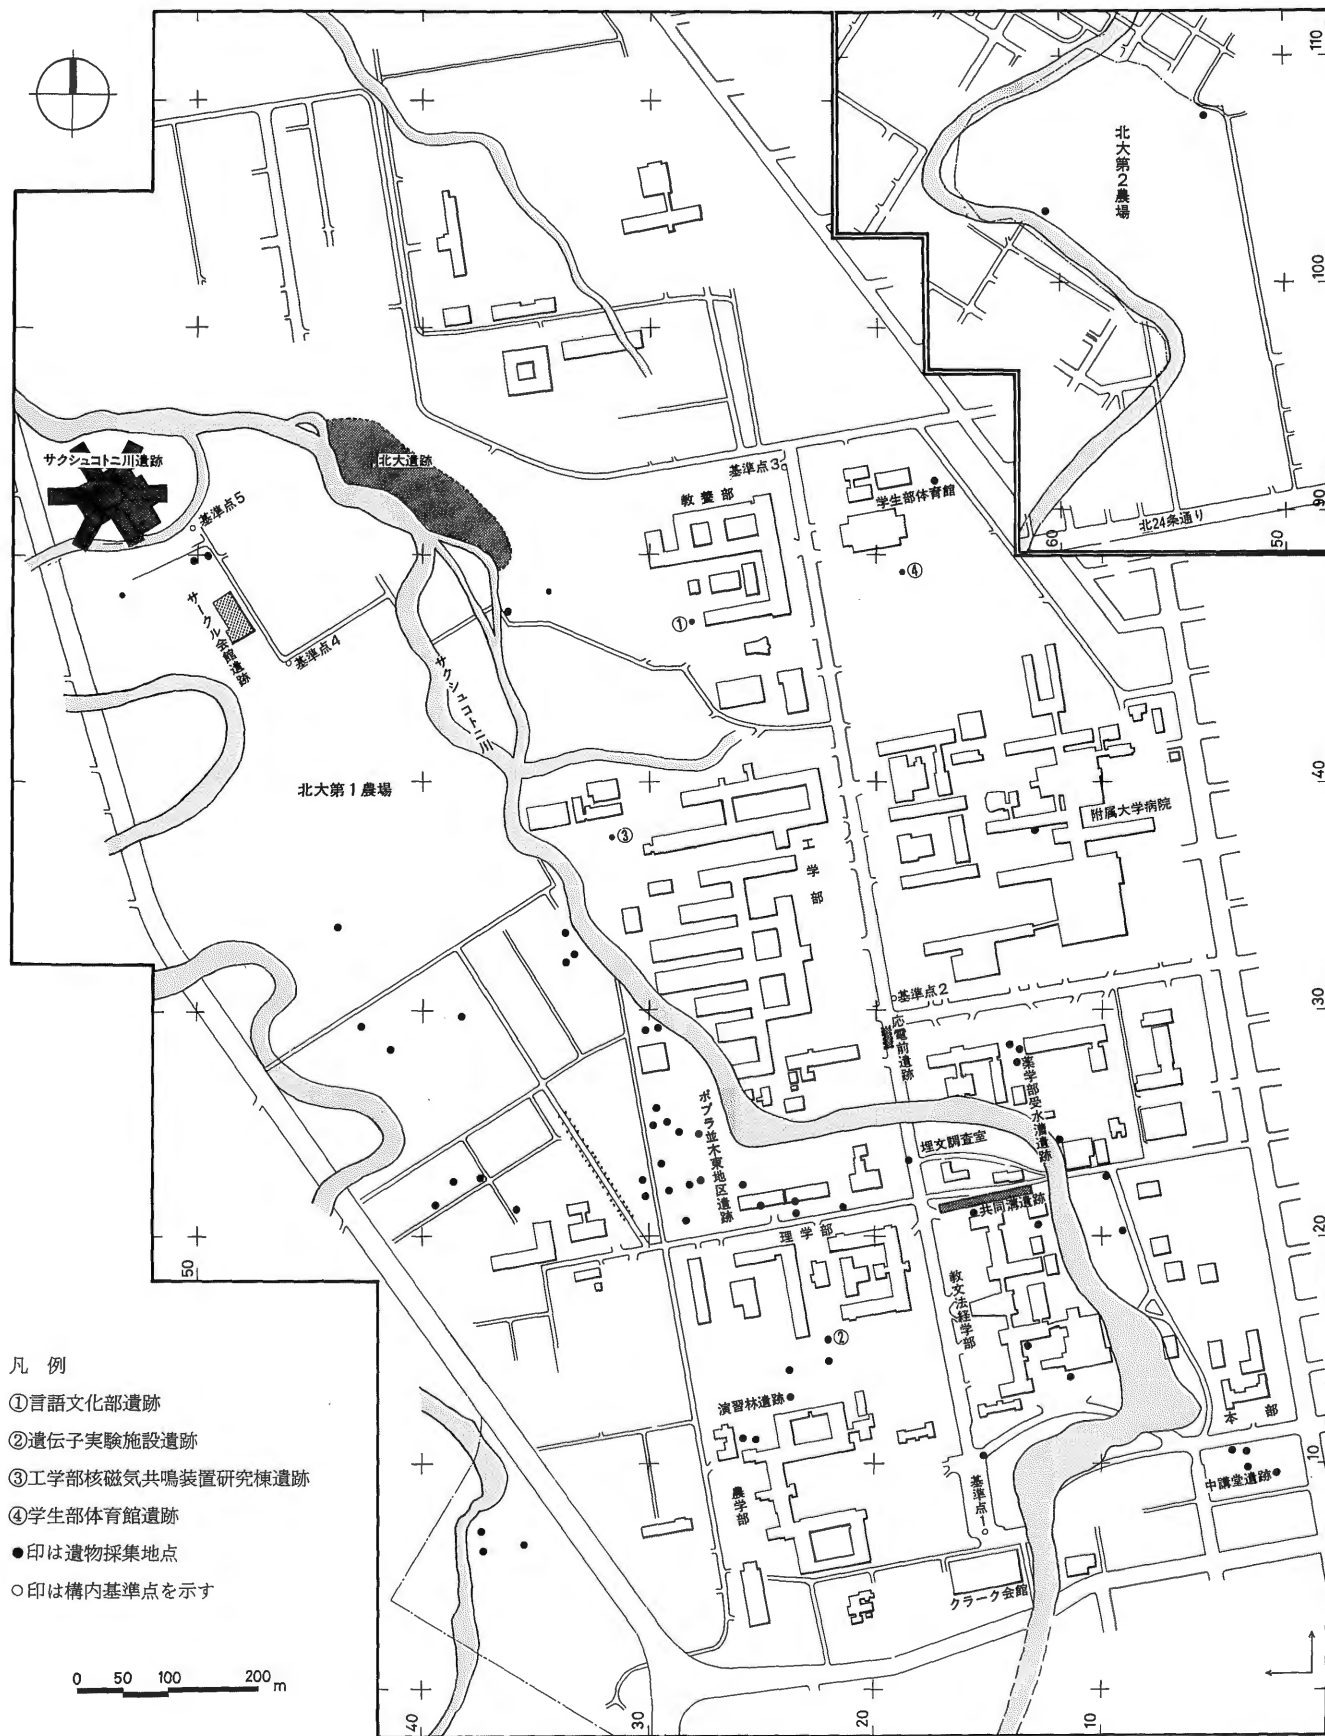 110
北大第2農場
100
90
北24条通り
60
50
サクシュコトニ川遺跡
北大遺跡
基準点3
教養部
学生部体育館
基準点5
④
サークル会館遺跡
①
基準点4
サクシュコトニ川
北大第1農場
40
附属大学病院
③
工学部
基準点2
30
応電前遺跡
薬学部受水漕遺跡
ポプラ並木東地区遺跡
埋文調査室
共同溝遺跡
理学部
20
50
教文法経学部
②
演習林遺跡
本部
10
中講堂遺跡
農学部
基準点1
クラーク会館
凡例
①言語文化部遺跡
②遺伝子実験施設遺跡
③工学部核磁気共鳴装置研究棟遺跡
④学生部体育館遺跡
●印は遺物採集地点
○印は構内基準点を示す
0 50 100 200m
40
30
20
10